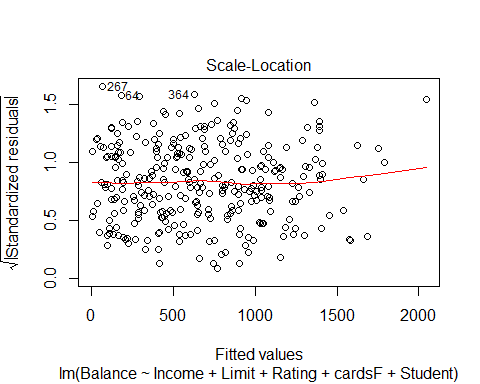 Scale-Location
√|Standardized residuals|
0.0 0.5 1.0 1.5
267
64
364
0 500 1000 1500 2000
Fitted values
lm(Balance ~ Income + Limit + Rating + cardsF + Student)